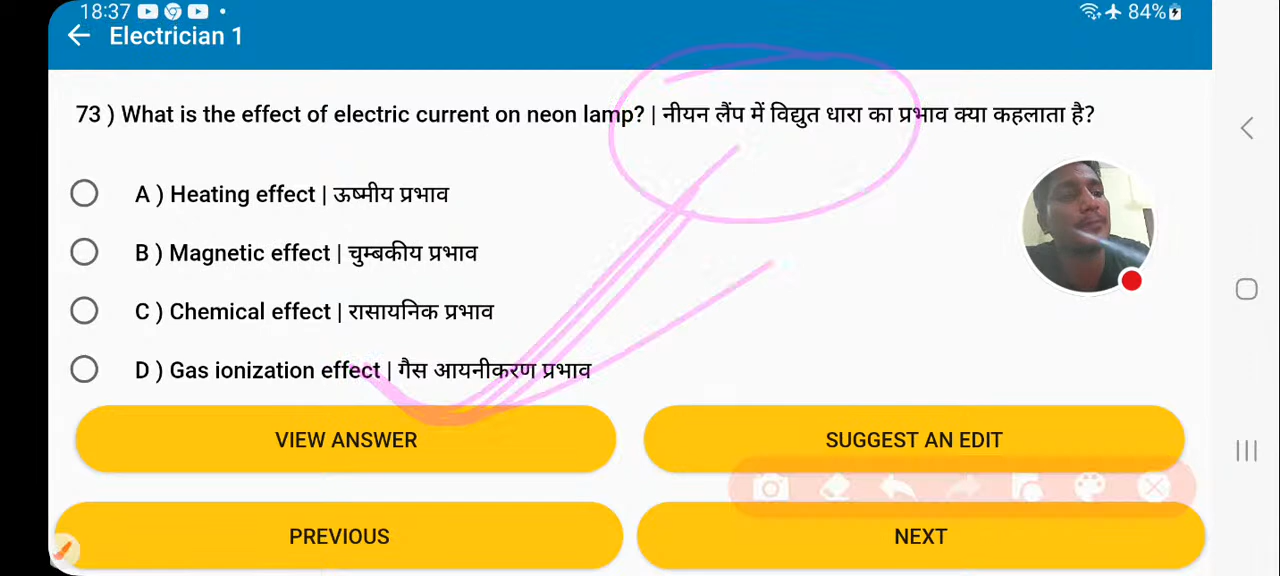 18:37
84%
Electrician 1
73 ) What is the effect of electric current on neon lamp? | नीयन लैंप में विद्युत धारा का प्रभाव क्या कहलाता है?
A ) Heating effect | ऊष्मीय प्रभाव
B ) Magnetic effect | चुम्बकीय प्रभाव
C ) Chemical effect | रासायनिक प्रभाव
D ) Gas ionization effect | गैस आयनीकरण प्रभाव
VIEW ANSWER
SUGGEST AN EDIT
PREVIOUS
NEXT